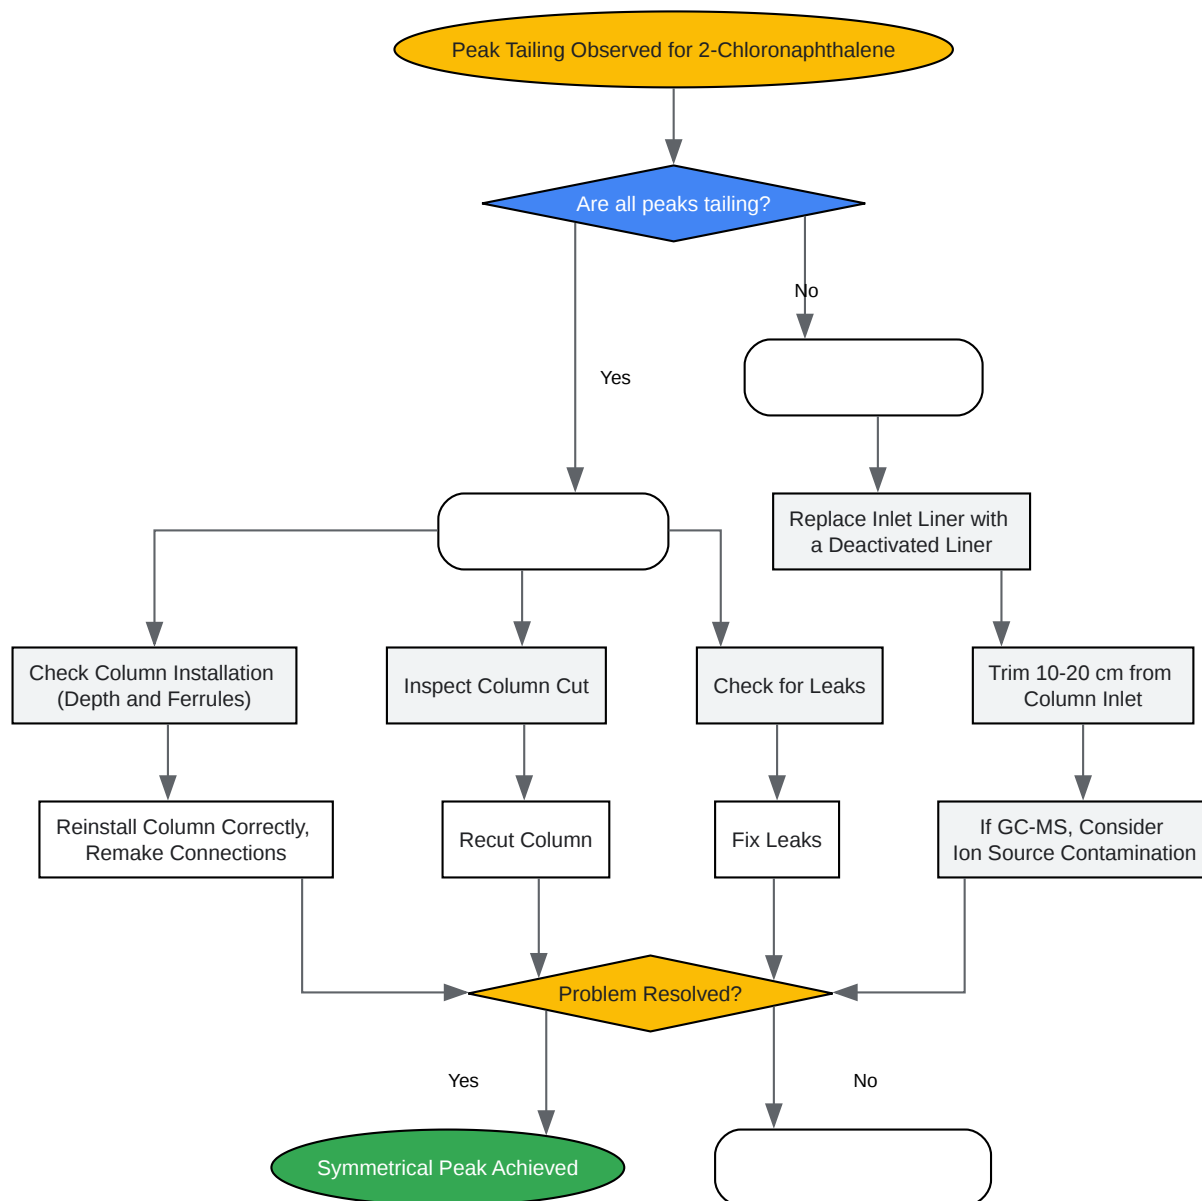 Peak Tailing Observed for 2-Chloronaphthalene
Are all peaks tailing?
No
Yes
Replace Inlet Liner with
a Deactivated Liner
Check Column Installation
(Depth and Ferrules)
Inspect Column Cut
Check for Leaks
Trim 10-20 cm from
Column Inlet
Reinstall Column Correctly,
Remake Connections
Recut Column
Fix Leaks
If GC-MS, Consider
Ion Source Contamination
Problem Resolved?
Yes
No
Symmetrical Peak Achieved